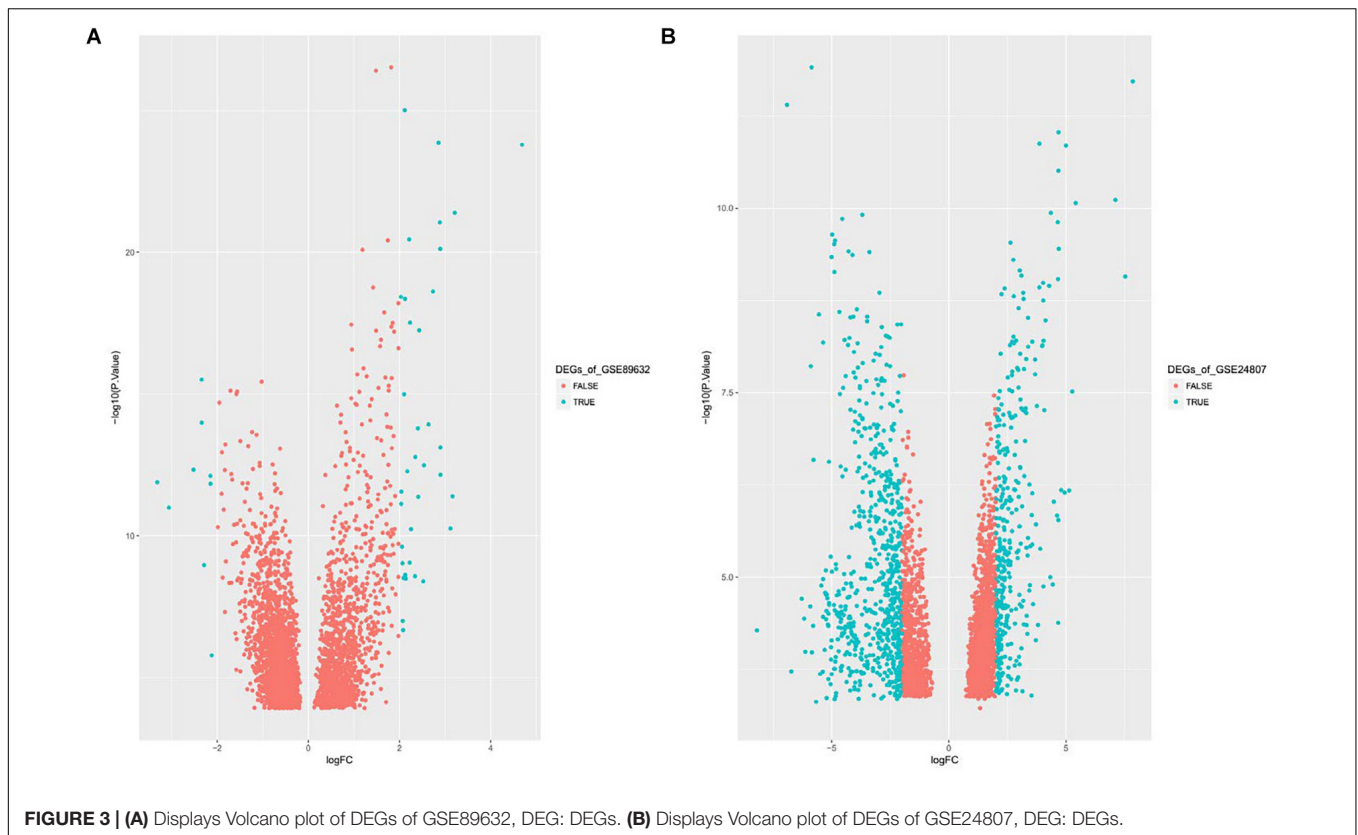 A
B
20
10
−log10(P.Value)
−2
0
2
4
logFC
DEGs_of_GSE89632
FALSE
TRUE
10.0
7.5
5.0
−log10(P.Value)
−5
0
5
logFC
DEGs_of_GSE24807
FALSE
TRUE
FIGURE 3 | (A) Displays Volcano plot of DEGs of GSE89632, DEG: DEGs. (B) Displays Volcano plot of DEGs of GSE24807, DEG: DEGs.